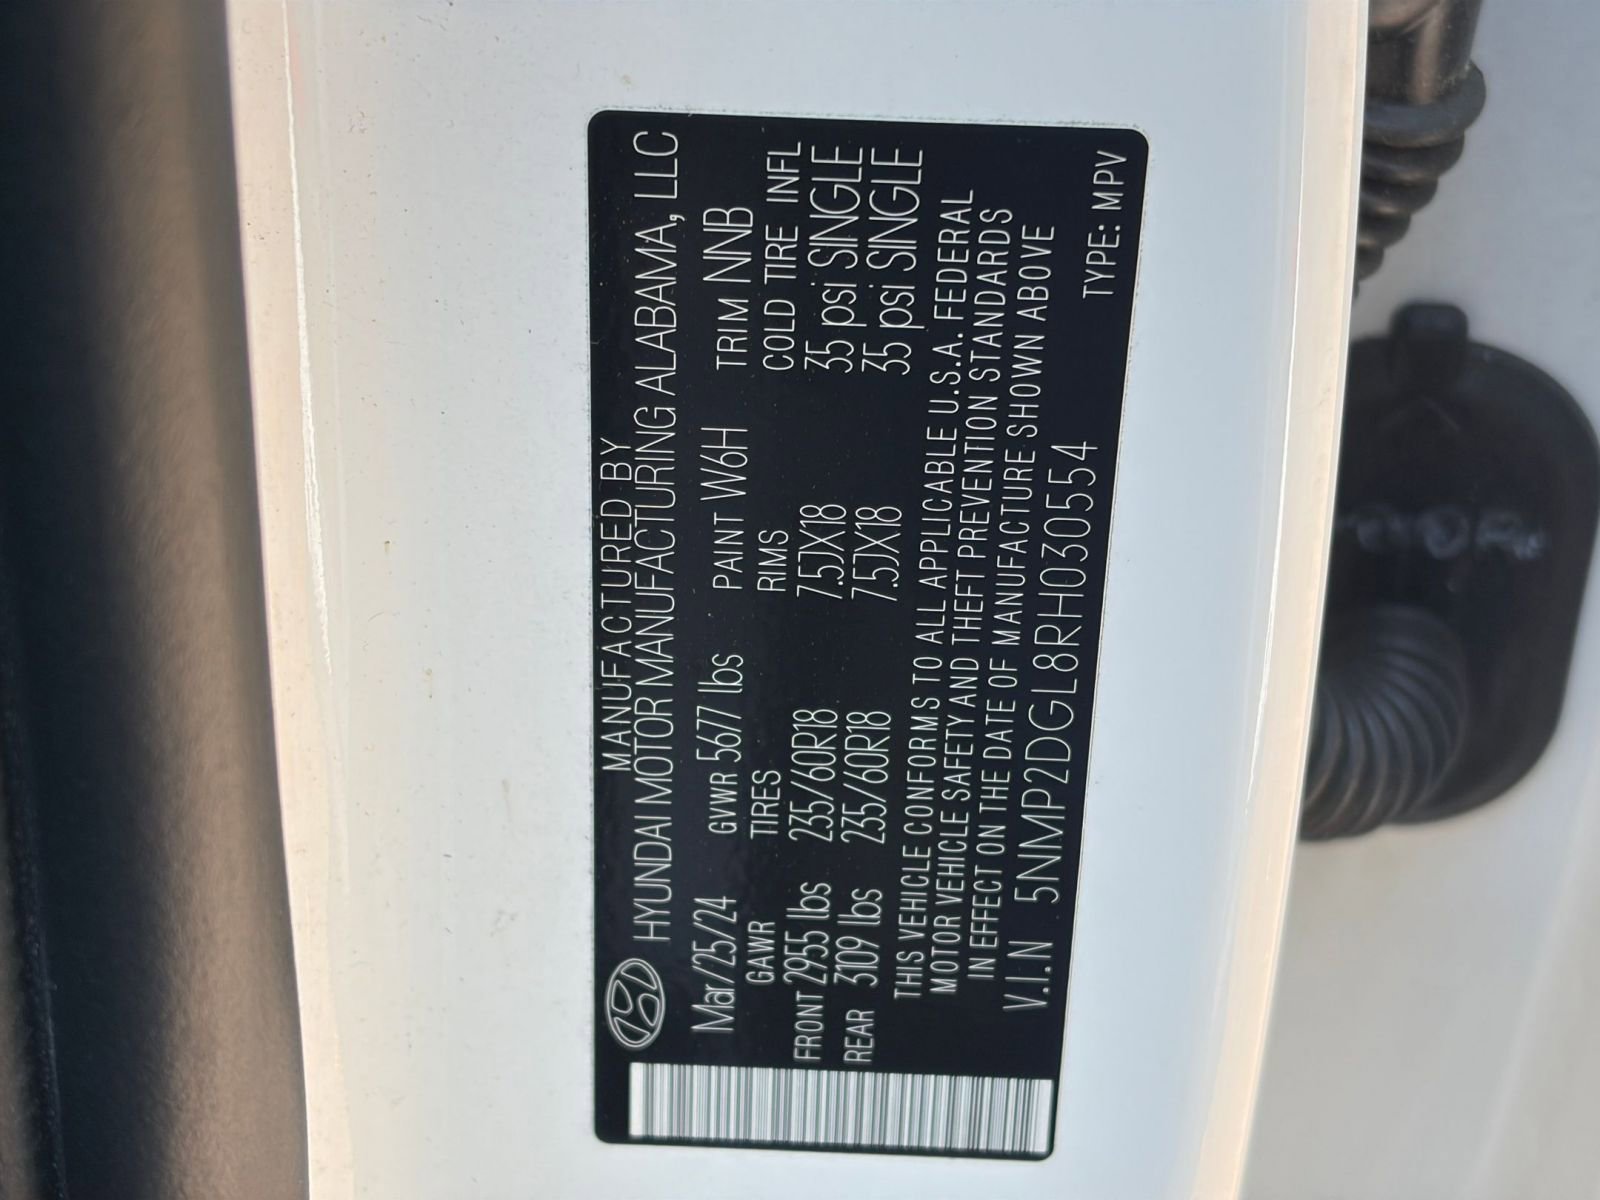 MANUFACTURED BY
HYUNDAI MOTOR MANUFACTURING ALABAMA, LLC
Mar/25/24 GVWR 5677 lbs PAINT W6H TRIM NNB
GAWR TIRES RIMS COLD TIRE INFL
FRONT 2955 lbs 235/60R18 7.5JX18 35 psi SINGLE
REAR 3109 lbs 235/60R18 7.5JX18 35 psi SINGLE
THIS VEHICLE CONFORMS TO ALL APPLICABLE U.S.A. FEDERAL
MOTOR VEHICLE SAFETY AND THEFT PREVENTION STANDARDS
IN EFFECT ON THE DATE OF MANUFACTURE SHOWN ABOVE
V.I.N 5NMP2DGL8RH030554 TYPE: MPV